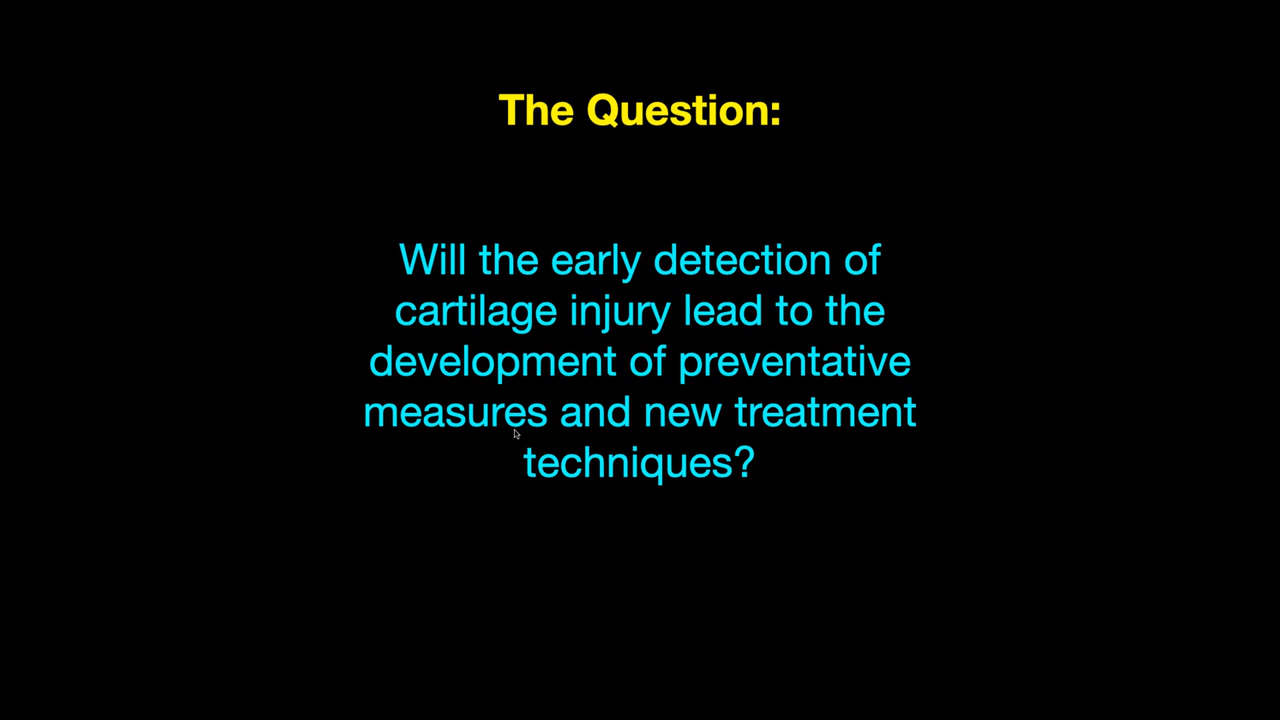 The Question:
Will the early detection of
cartilage injury lead to the
development of preventative
measures and new treatment
techniques?